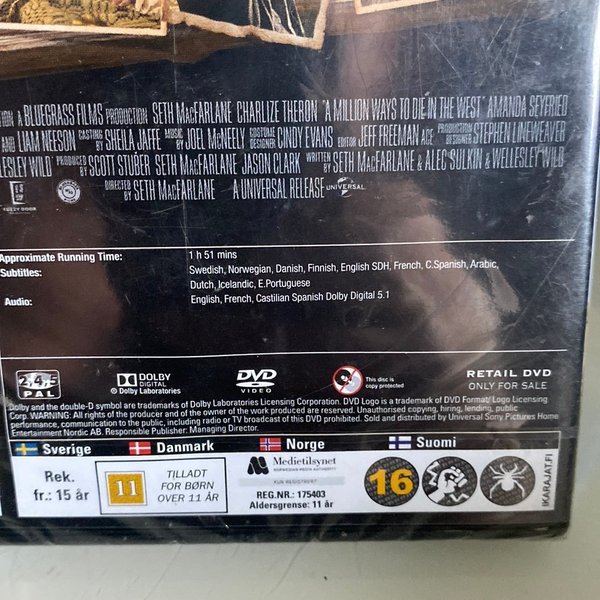 A BLUEGRASS FILMS PRODUCTION SETH MACFARLANE CHARLIZE THERON "A MILLION WAYS TO DIE IN THE WEST" AMANDA SEYFRIED
AND LIAM NEESON CASTING BY SHEILA JAFFE MUSIC BY JOEL MCNEELY COSTUME DESIGNER CINDY EVANS EDITOR JEFF FREEMAN ACE PRODUCTION DESIGNER STEPHEN LINEWEAVER
LESLEY WILD PRODUCED BY SCOTT STUBER SETH MACFARLANE JASON CLARK WRITTEN BY SETH MACFARLANE & ALEC SULKIN & WELLESLEY WILD
DIRECTED BY SETH MACFARLANE A UNIVERSAL RELEASE UNIVERSAL
FUZZY DOOR
Approximate Running Time: 1 h 51 mins
Subtitles: Swedish, Norwegian, Danish, Finnish, English SDH, French, C.Spanish, Arabic,
Dutch, Icelandic, E.Portuguese
Audio: English, French, Castilian Spanish Dolby Digital 5.1
2,4,5
PAL
DOLBY
DIGITAL
© Dolby Laboratories
DVD
VIDEO
This disc is
copy protected
RETAIL DVD
ONLY FOR SALE
Dolby and the double-D symbol are trademarks of Dolby Laboratories Licensing Corporation. DVD Logo is a trademark of DVD Format/ Logo Licensing
Corp. WARNING: All rights of the producer and of the owner of the work produced are reserved. Unauthorised copying, hiring, lending, public
performance, communication to the public, including radio or TV broadcast of this DVD prohibited. Sold and distributed by Universal Sony Pictures Home
Entertainment Nordic AB. Responsible Publisher: Managing Director.
Sverige Danmark Norge Suomi
Rek.
fr.: 15 år
11
TILLADT
FOR BØRN
OVER 11 ÅR
Medietilsynet
NORWEGIAN MEDIA AUTHORITY
KUN REGISTRERT
REG.NR.: 175403
Aldersgrense: 11 år
16
IKARAJAT.FI